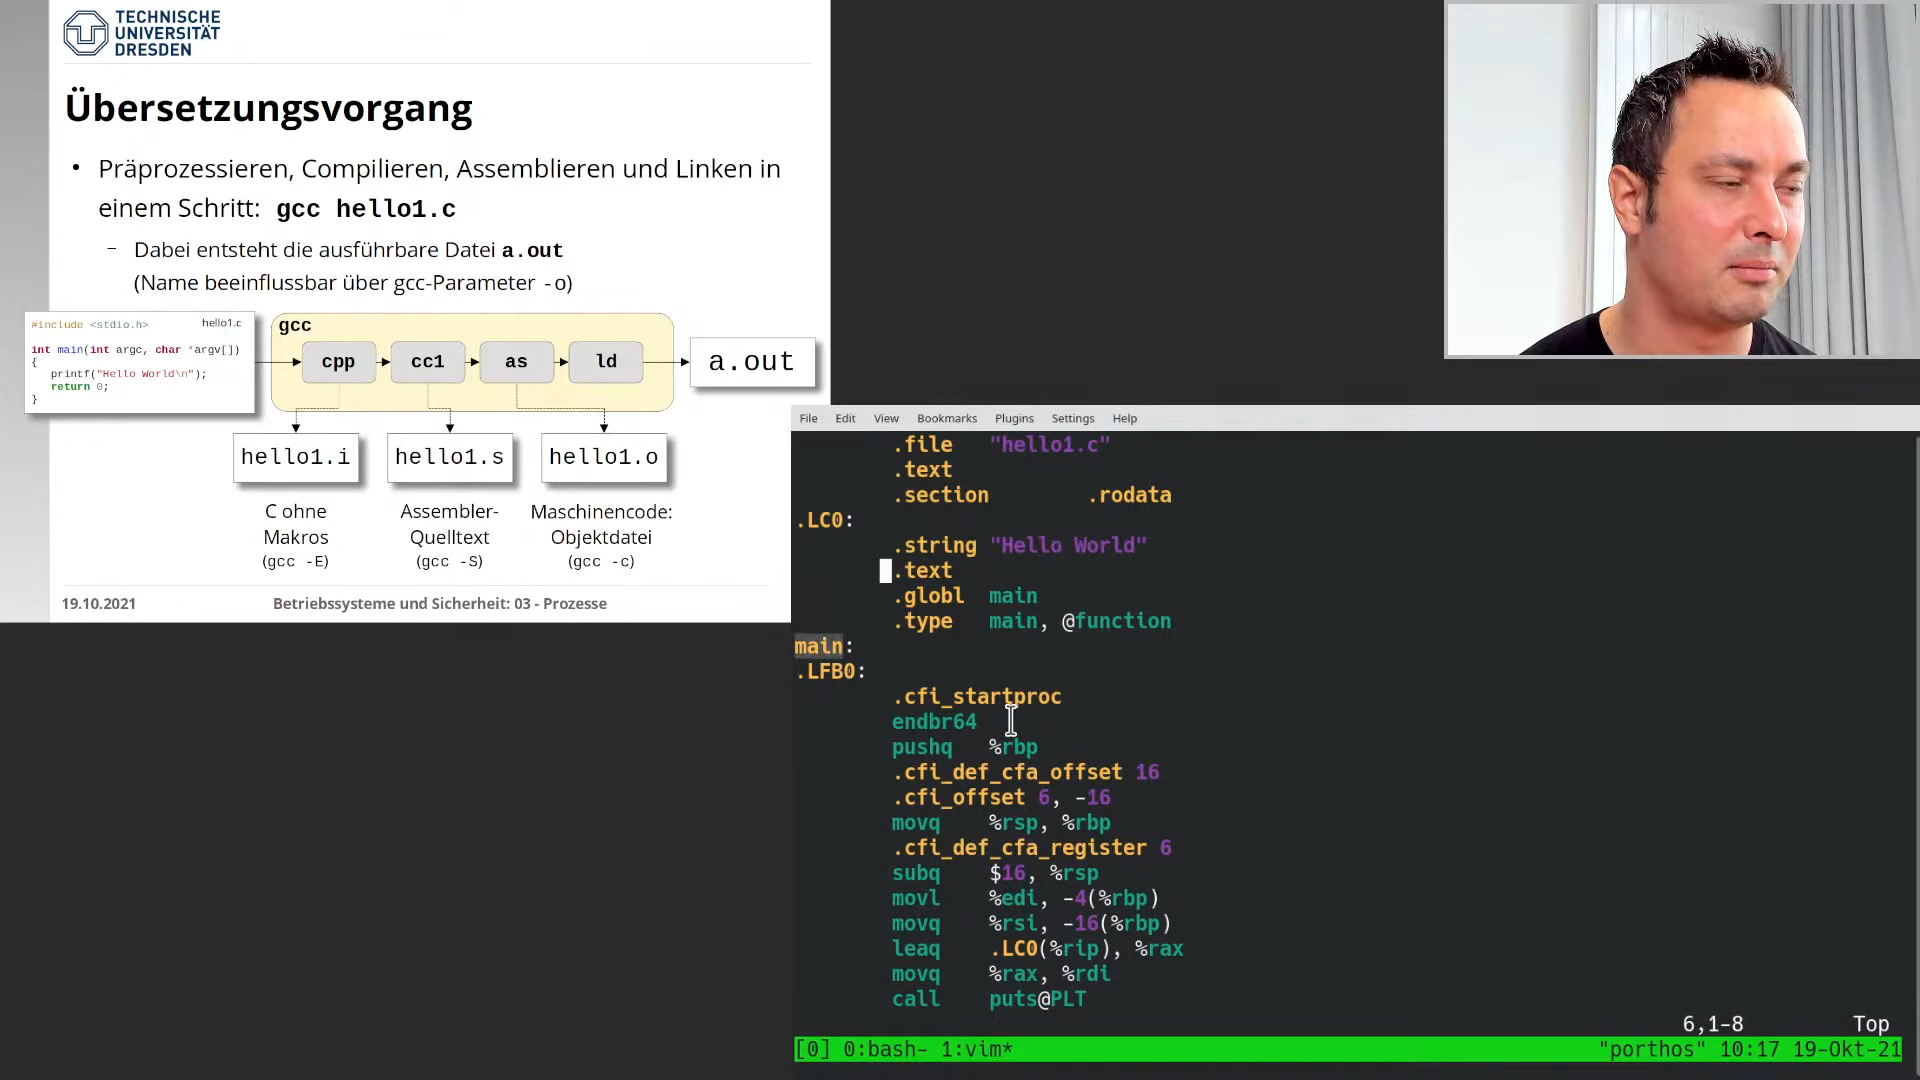 TECHNISCHE
UNIVERSITÄT
DRESDEN
Übersetzungsvorgang
• Präprozessieren, Compilieren, Assemblieren und Linken in
einem Schritt: gcc hello1.c
– Dabei entsteht die ausführbare Datei a.out
(Name beeinflussbar über gcc-Parameter -o)
#include <stdio.h> hello1.c
int main(int argc, char *argv[])
{
printf("Hello World\n");
return 0;
}
gcc
cpp cc1 as ld
a.out
hello1.i hello1.s hello1.o
C ohne
Makros
(gcc -E)
Assembler-
Quelltext
(gcc -S)
Maschinencode:
Objektdatei
(gcc -c)
19.10.2021 Betriebssysteme und Sicherheit: 03 - Prozesse
File Edit View Bookmarks Plugins Settings Help
.file "hello1.c"
.text
.section .rodata
.LC0:
.string "Hello World"
.text
.globl main
.type main, @function
main:
.LFB0:
.cfi_startproc
endbr64
pushq %rbp
.cfi_def_cfa_offset 16
.cfi_offset 6, -16
movq %rsp, %rbp
.cfi_def_cfa_register 6
subq $16, %rsp
movl %edi, -4(%rbp)
movq %rsi, -16(%rbp)
leaq .LC0(%rip), %rax
movq %rax, %rdi
call puts@PLT
6,1-8 Top
[0] 0:bash- 1:vim* "porthos" 10:17 19-Okt-21